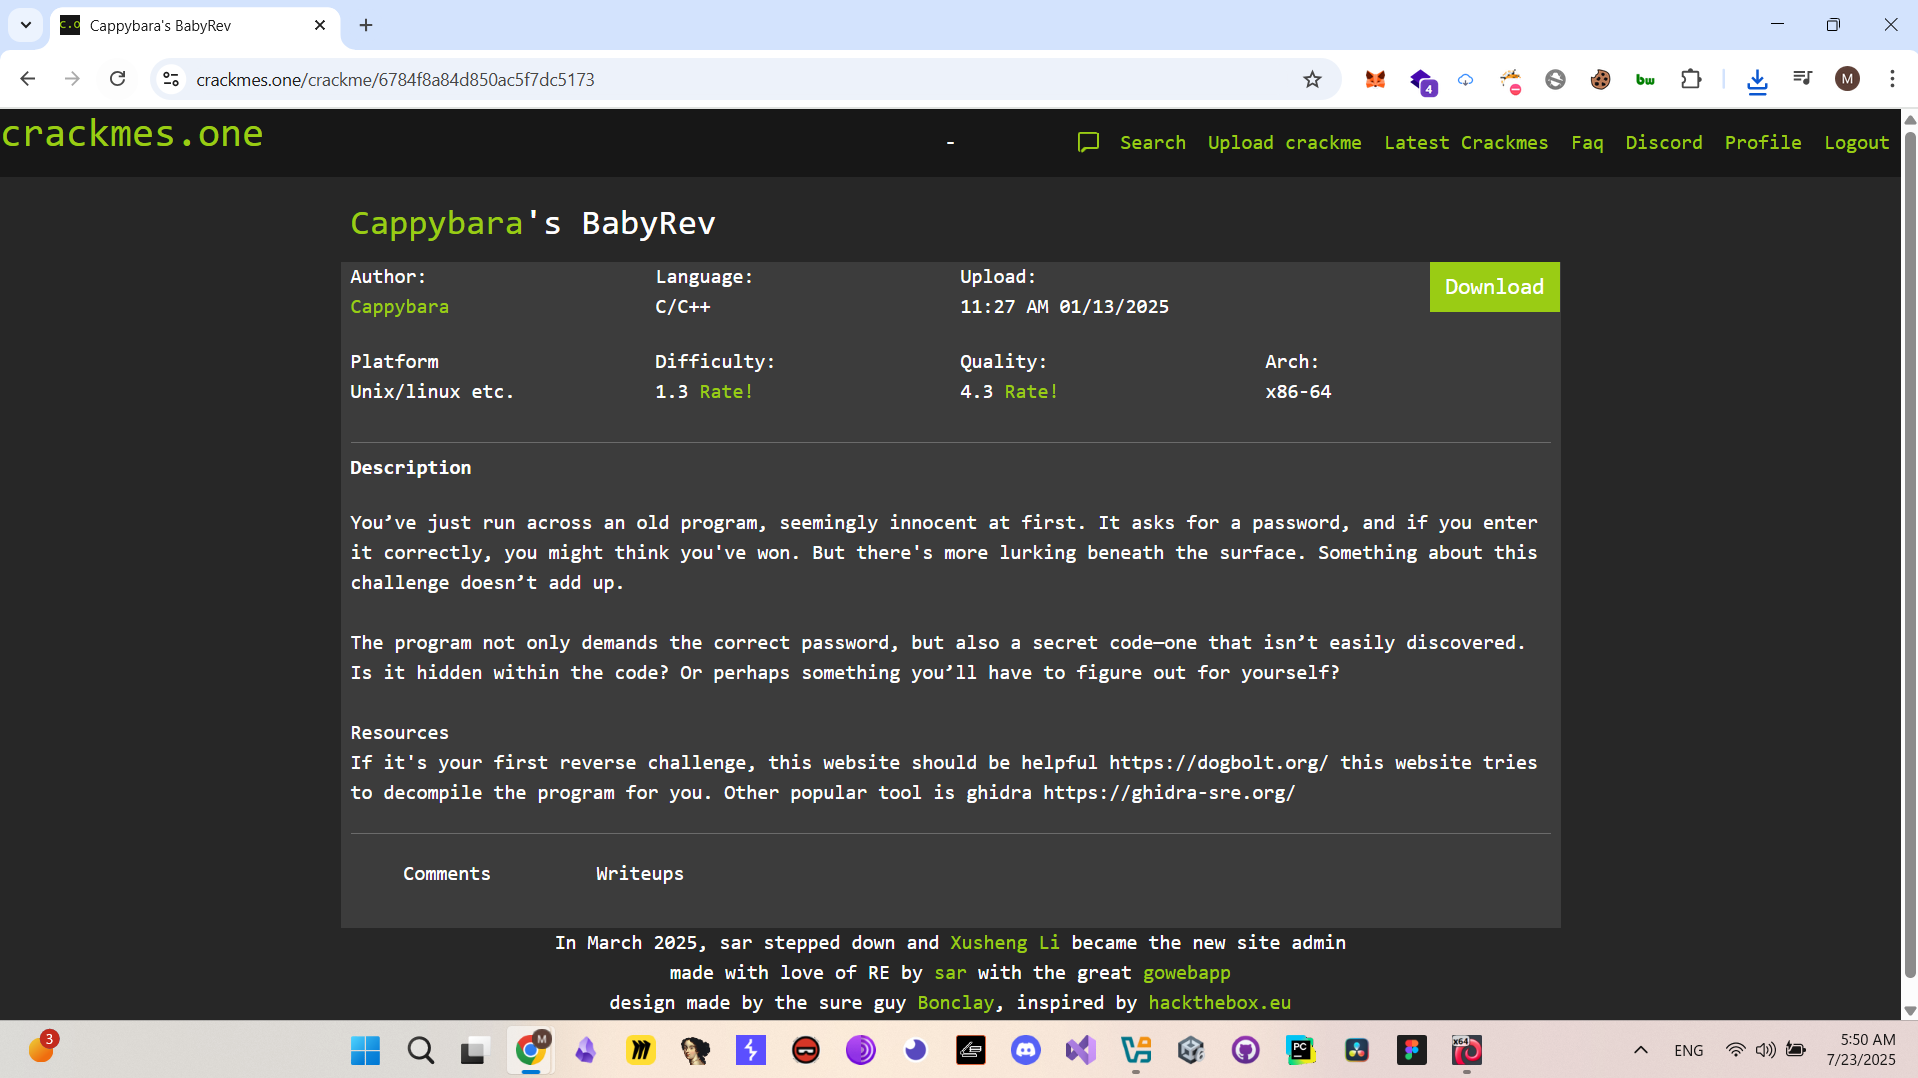 Cappybara's BabyRev
crackmes.one/crackme/6784f8a84d850ac5f7dc5173
4
bw
M
crackmes.one
-
Search Upload crackme Latest Crackmes Faq Discord Profile Logout
Cappybara's BabyRev
Author: Language: Upload:
Download
Cappybara C/C++ 11:27 AM 01/13/2025
Platform Difficulty: Quality: Arch:
Unix/linux etc. 1.3 Rate! 4.3 Rate! x86-64
Description
You’ve just run across an old program, seemingly innocent at first. It asks for a password, and if you enter
it correctly, you might think you've won. But there's more lurking beneath the surface. Something about this
challenge doesn’t add up.
The program not only demands the correct password, but also a secret code—one that isn’t easily discovered.
Is it hidden within the code? Or perhaps something you’ll have to figure out for yourself?
Resources
If it's your first reverse challenge, this website should be helpful https://dogbolt.org/ this website tries
to decompile the program for you. Other popular tool is ghidra https://ghidra-sre.org/
Comments Writeups
In March 2025, sar stepped down and Xusheng Li became the new site admin
made with love of RE by sar with the great gowebapp
design made by the sure guy Bonclay, inspired by hackthebox.eu
3
M
PC
x64
ENG
5:50 AM
7/23/2025